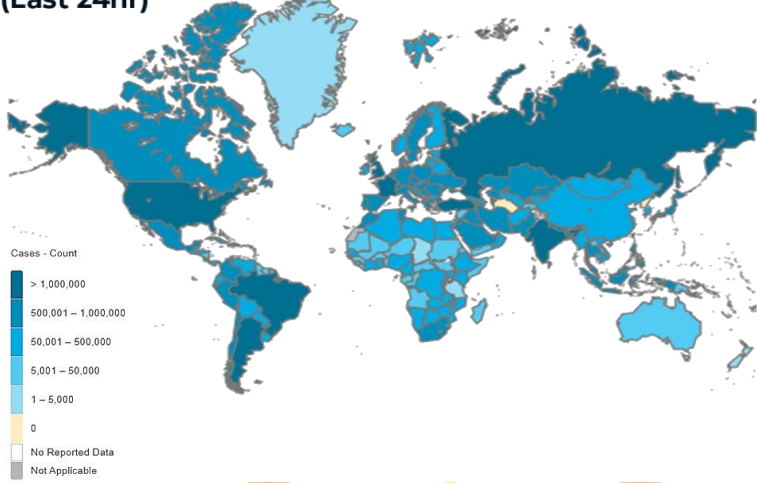 (Last 24hr)
Cases - Count
> 1,000,000
500,001 – 1,000,000
50,001 – 500,000
5,001 – 50,000
1 – 5,000
0
No Reported Data
Not Applicable